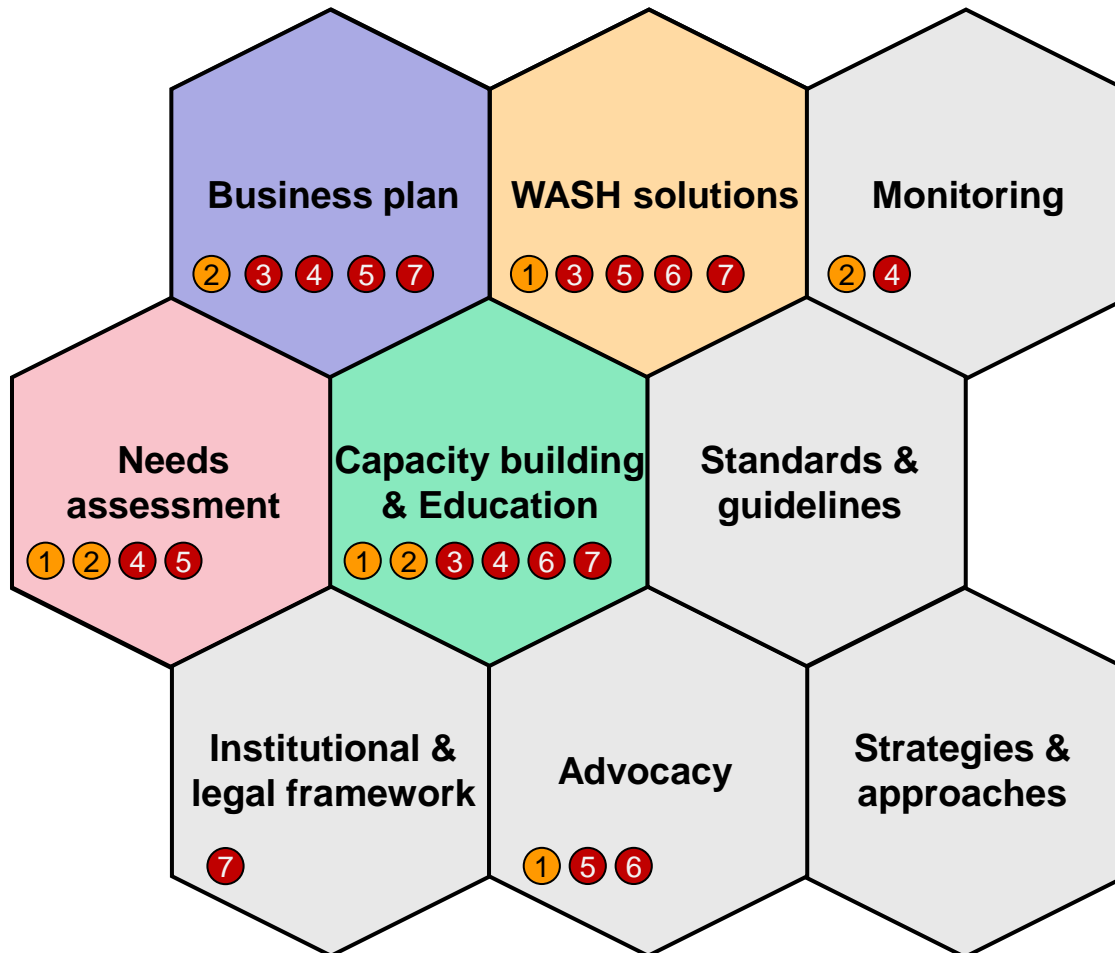 Business plan
2 3 4 5 7
WASH solutions
1 3 5 6 7
Monitoring
2 4
Needs
assessment
1 2 4 5
Capacity building
& Education
1 2 3 4 6 7
Standards &
guidelines
Institutional &
legal framework
7
Advocacy
1 5 6
Strategies &
approaches